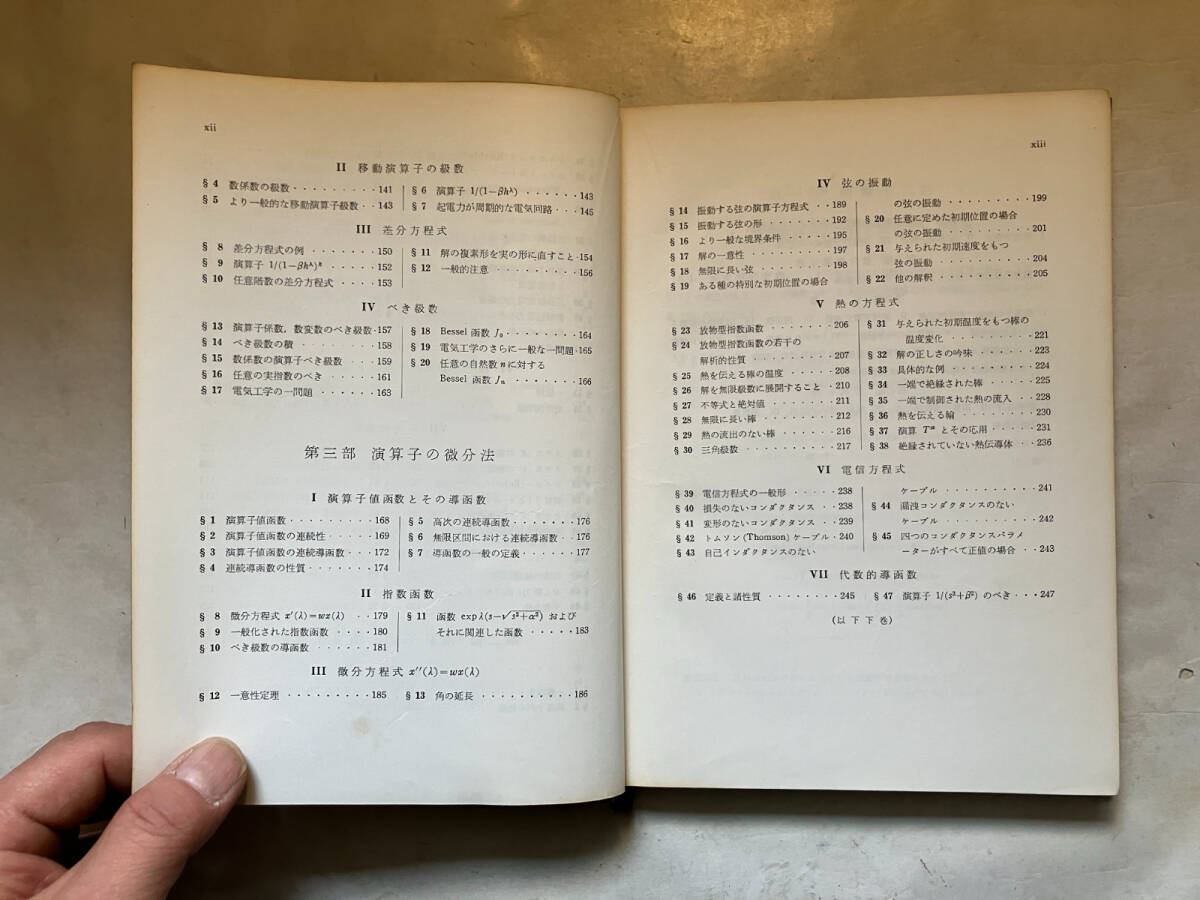 xii
II 移動演算子の級数
§ 4 数係数の級数 · · · · · · · · · 141
§ 5 より一般的な移動演算子級数 · · 143
§ 6 演算子 1/(1−βh^λ) · · · · · · 143
§ 7 起電力が周期的な電気回路 · · · 145
III 差分方程式
§ 8 差分方程式の例 · · · · · · · 150
§ 9 演算子 1/(1−βh^λ)^k · · · · · 152
§ 10 任意階数の差分方程式 · · · · 153
§ 11 解の複素形を実の形に直すこと · 154
§ 12 一般的注意 · · · · · · · · · 156
IV べき級数
§ 13 演算子係数,数変数のべき級数 · 157
§ 14 べき級数の積 · · · · · · · · 158
§ 15 数係数の演算子べき級数 · · · 159
§ 16 任意の実指数のべき · · · · · 161
§ 17 電気工学の一問題 · · · · · · 163
§ 18 Bessel 函数 J₀ · · · · · · · · 164
§ 19 電気工学のさらに一般な一問題 · 165
§ 20 任意の自然数 n に対する
Bessel 函数 Jₙ · · · · · · · 166
第三部 演算子の微分法
I 演算子値函数とその導函数
§ 1 演算子値函数 · · · · · · · · 168
§ 2 演算子値函数の連続性 · · · · · 169
§ 3 演算子値函数の連続導函数 · · · 172
§ 4 連続導函数の性質 · · · · · · 174
§ 5 高次の連続導函数 · · · · · · · 176
§ 6 無限区間における連続導函数 · · 176
§ 7 導函数の一般の定義 · · · · · 177
II 指数函数
§ 8 微分方程式 x′(λ)=wx(λ) · · 179
§ 9 一般化された指数函数 · · · · 180
§ 10 べき級数の導函数 · · · · · · 181
§ 11 函数 exp λ(s−√s²+α²) および
それに関連した函数 · · · · · 183
III 微分方程式 x′′(λ)=wx(λ)
§ 12 一意性定理 · · · · · · · · · 185
§ 13 角の延長 · · · · · · · · · · 186
xiii
IV 弦の振動
§ 14 振動する弦の演算子方程式 · · 189
§ 15 振動する弦の形 · · · · · · · 192
§ 16 より一般な境界条件 · · · · · 195
§ 17 解の一意性 · · · · · · · · · 197
§ 18 無限に長い弦 · · · · · · · · 198
§ 19 ある種の特別な初期位置の場合
の弦の振動 · · · · · · · · · 199
§ 20 任意に定めた初期位置の場合
の弦の振動 · · · · · · · · · 201
§ 21 与えられた初期速度をもつ
弦の振動 · · · · · · · · · · 204
§ 22 他の解釈 · · · · · · · · · · 205
V 熱の方程式
§ 23 放物型指数函数 · · · · · · · 206
§ 24 放物型指数函数の若干の
解析的性質 · · · · · · · · · 207
§ 25 熱を伝える棒の温度 · · · · · 208
§ 26 解を無限級数に展開すること · 210
§ 27 不等式と絶対値 · · · · · · · 211
§ 28 無限に長い棒 · · · · · · · · 212
§ 29 熱の流出のない棒 · · · · · · 216
§ 30 三角級数 · · · · · · · · · · 217
§ 31 与えられた初期温度をもつ棒の
温度変化 · · · · · · · · · · 221
§ 32 解の正しさの吟味 · · · · · · 223
§ 33 具体的な例 · · · · · · · · · 224
§ 34 一端で絶縁された棒 · · · · · 225
§ 35 一端で制御された熱の流入 · · 228
§ 36 熱を伝える輪 · · · · · · · · 230
§ 37 演算 Tᵅ とその応用 · · · · · 231
§ 38 絶縁されていない熱伝導体 · · 236
VI 電信方程式
§ 39 電信方程式の一般形 · · · · · 238
§ 40 損失のないコンダクタンス · · 238
§ 41 変形のないコンダクタンス · · 239
§ 42 トムソン(Thomson)ケーブル · 240
§ 43 自己インダクタンスのない
ケーブル · · · · · · · · · · 241
§ 44 漏洩コンダクタンスのない
ケーブル · · · · · · · · · · 242
§ 45 四つのコンダクタンスパラメ
ーターがすべて正値の場合 · · 243
VII 代数的導函数
§ 46 定義と諸性質 · · · · · · · · 245
§ 47 演算子 1/(s²+β²) のべき · · · 247
(以下下巻)